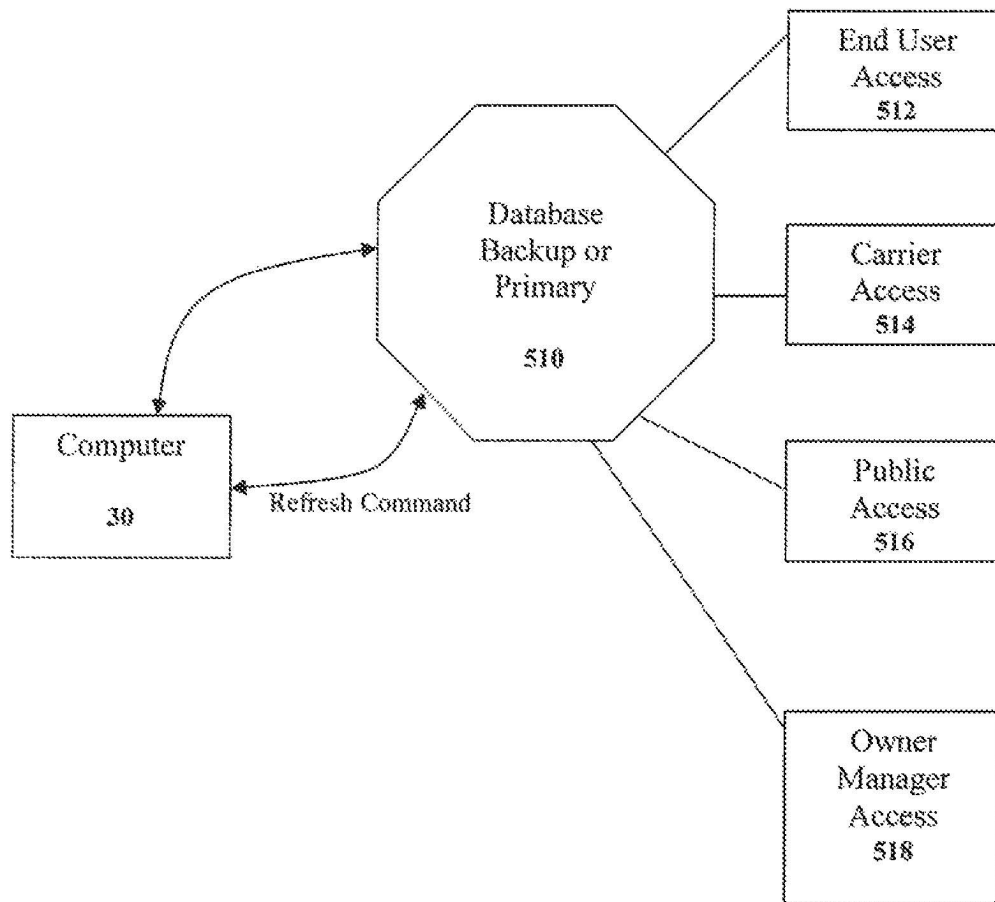 End User
Access
512
Database
Backup or
Primary
510
Carrier
Access
514
Computer
30
Refresh Command
Public
Access
516
Owner
Manager
Access
518